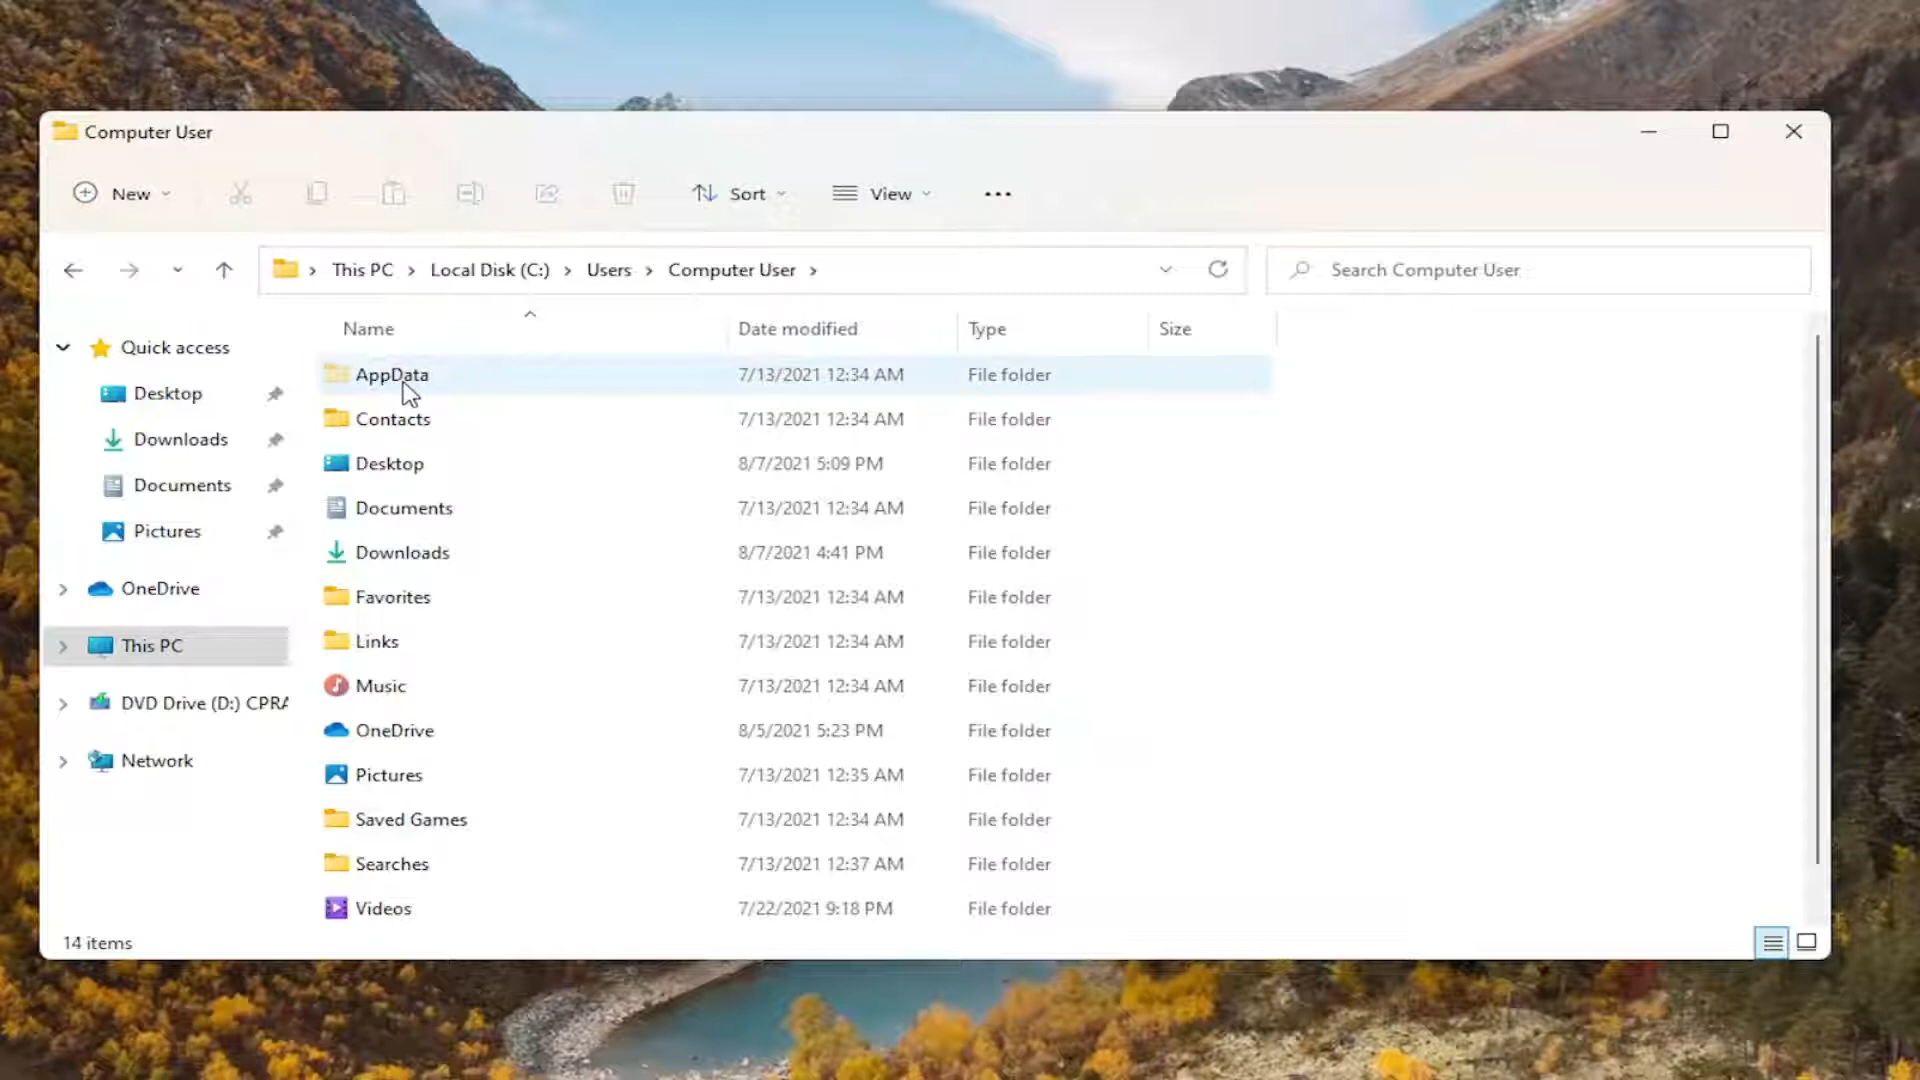 Computer User
New Sort View
This PC Local Disk (C:) Users Computer User Search Computer User
Name Date modified Type Size
Quick access
Desktop
Downloads
Documents
Pictures
OneDrive
This PC
DVD Drive (D:) CPRA
Network
AppData 7/13/2021 12:34 AM File folder
Contacts 7/13/2021 12:34 AM File folder
Desktop 8/7/2021 5:09 PM File folder
Documents 7/13/2021 12:34 AM File folder
Downloads 8/7/2021 4:41 PM File folder
Favorites 7/13/2021 12:34 AM File folder
Links 7/13/2021 12:34 AM File folder
Music 7/13/2021 12:34 AM File folder
OneDrive 8/5/2021 5:23 PM File folder
Pictures 7/13/2021 12:35 AM File folder
Saved Games 7/13/2021 12:34 AM File folder
Searches 7/13/2021 12:37 AM File folder
Videos 7/22/2021 9:18 PM File folder
14 items